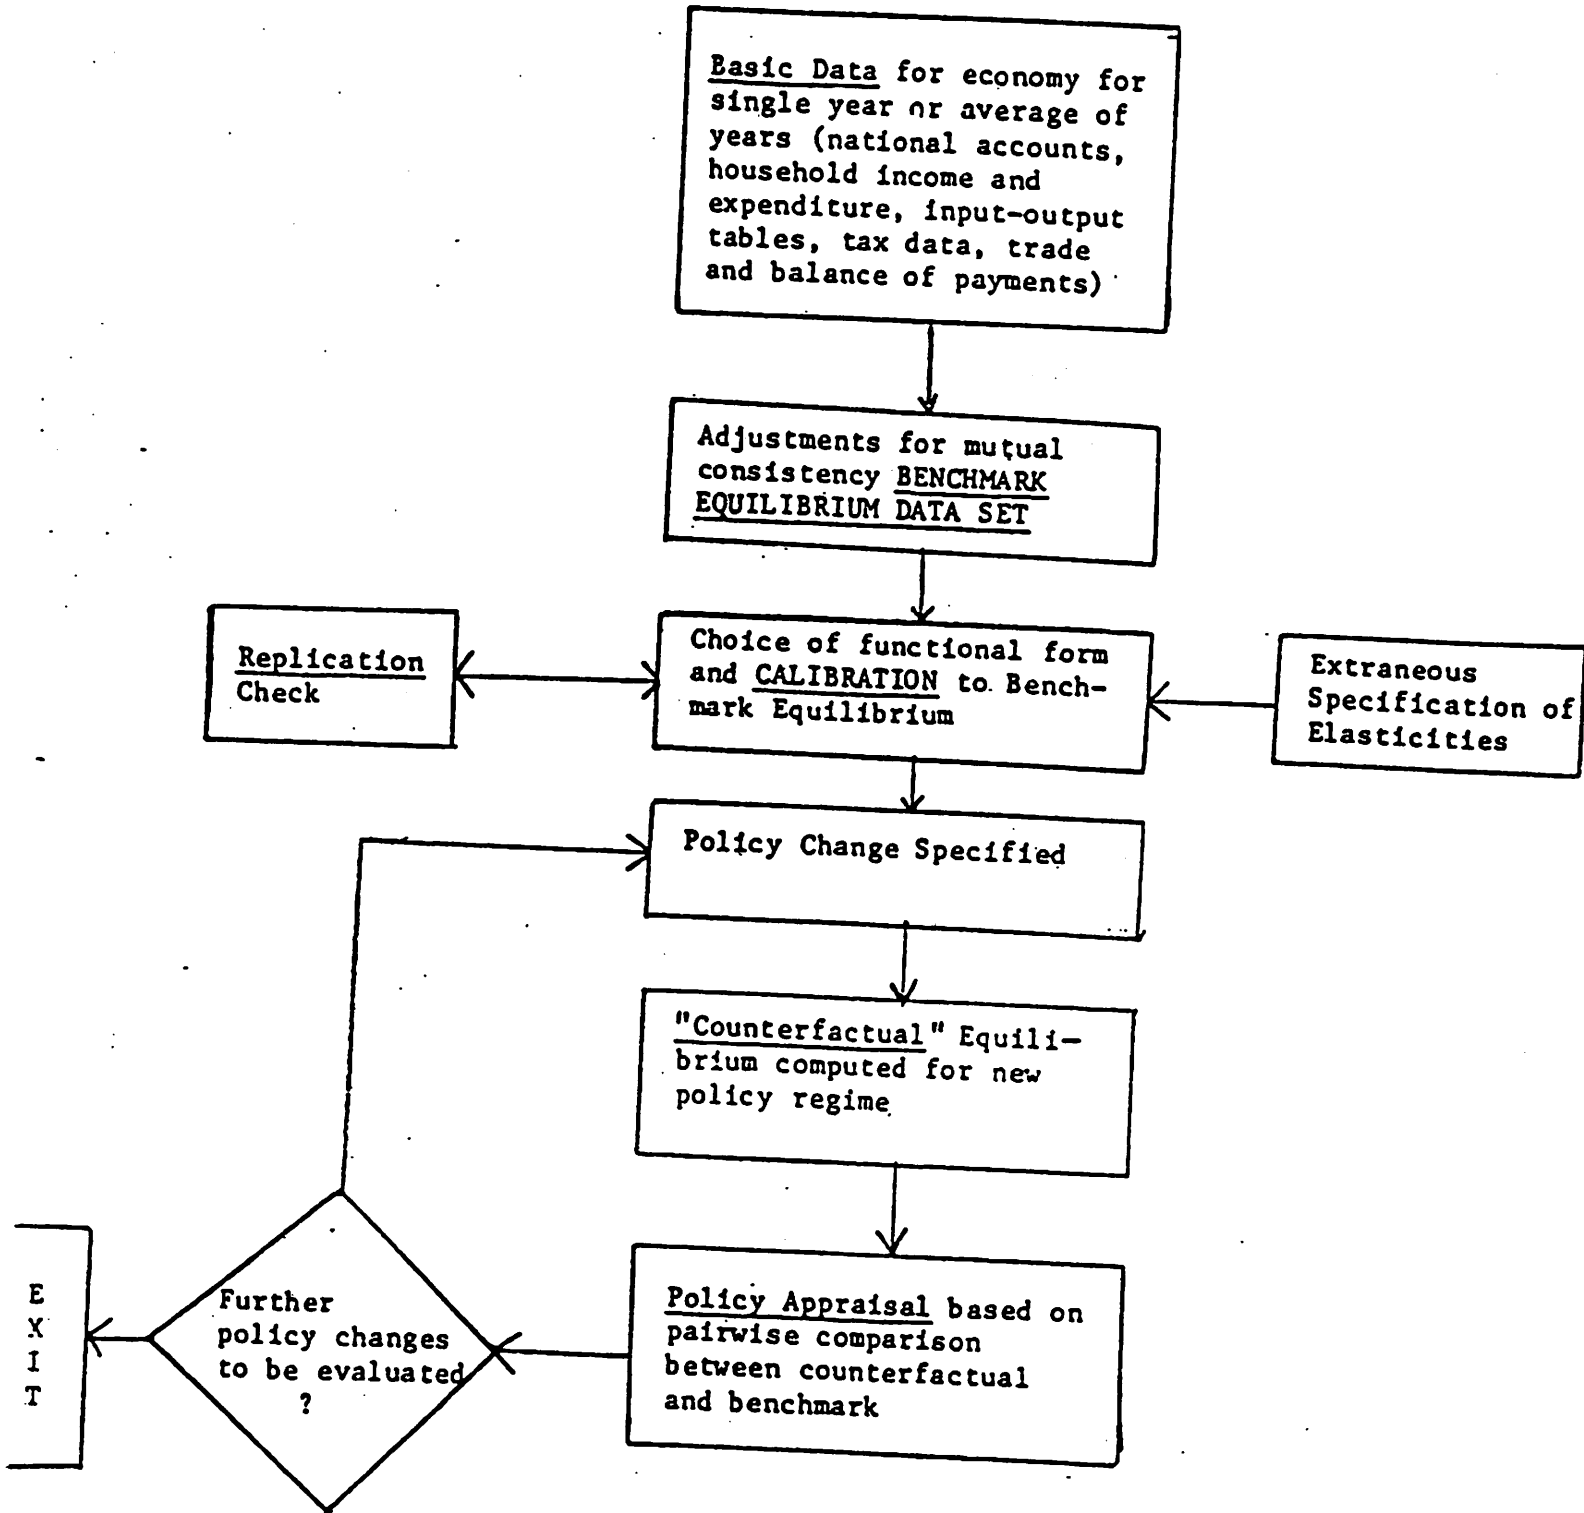 Basic Data for economy for
single year or average of
years (national accounts,
household income and
expenditure, input-output
tables, tax data, trade
and balance of payments)
Adjustments for mutual
consistency BENCHMARK
EQUILIBRIUM DATA SET
Replication
Check
Choice of functional form
and CALIBRATION to Bench-
mark Equilibrium
Extraneous
Specification of
Elasticities
Policy Change Specified
"Counterfactual" Equili-
brium computed for new
policy regime
Policy Appraisal based on
pairwise comparison
between counterfactual
and benchmark
Further
policy changes
to be evaluated
?
E
X
I
T